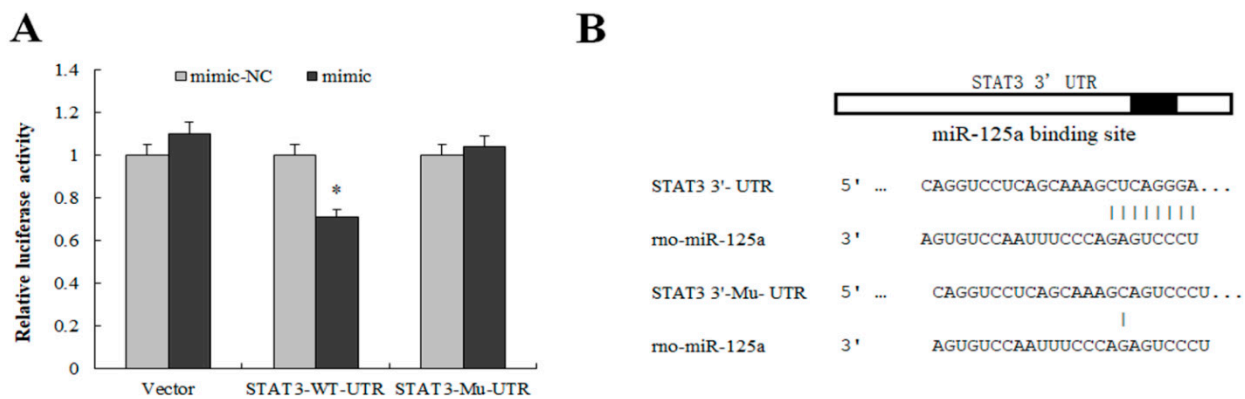 A
mimic-NC mimic
Relative luciferase activity
1.4
1.2
1
0.8
0.6
0.4
0.2
0
*
Vector STAT3-WT-UTR STAT3-Mu-UTR
B
STAT3 3' UTR
miR-125a binding site
STAT3 3'- UTR 5' ... CAGGUCCUCAGCAAAGCUCAGGGA...
||||||||
rno-miR-125a 3' AGUGUCCAAUUUCCCAGAGUCCCU
STAT3 3'-Mu- UTR 5' ... CAGGUCCUCAGCAAAGCAGUCCCU...
|
rno-miR-125a 3' AGUGUCCAAUUUCCCAGAGUCCCU